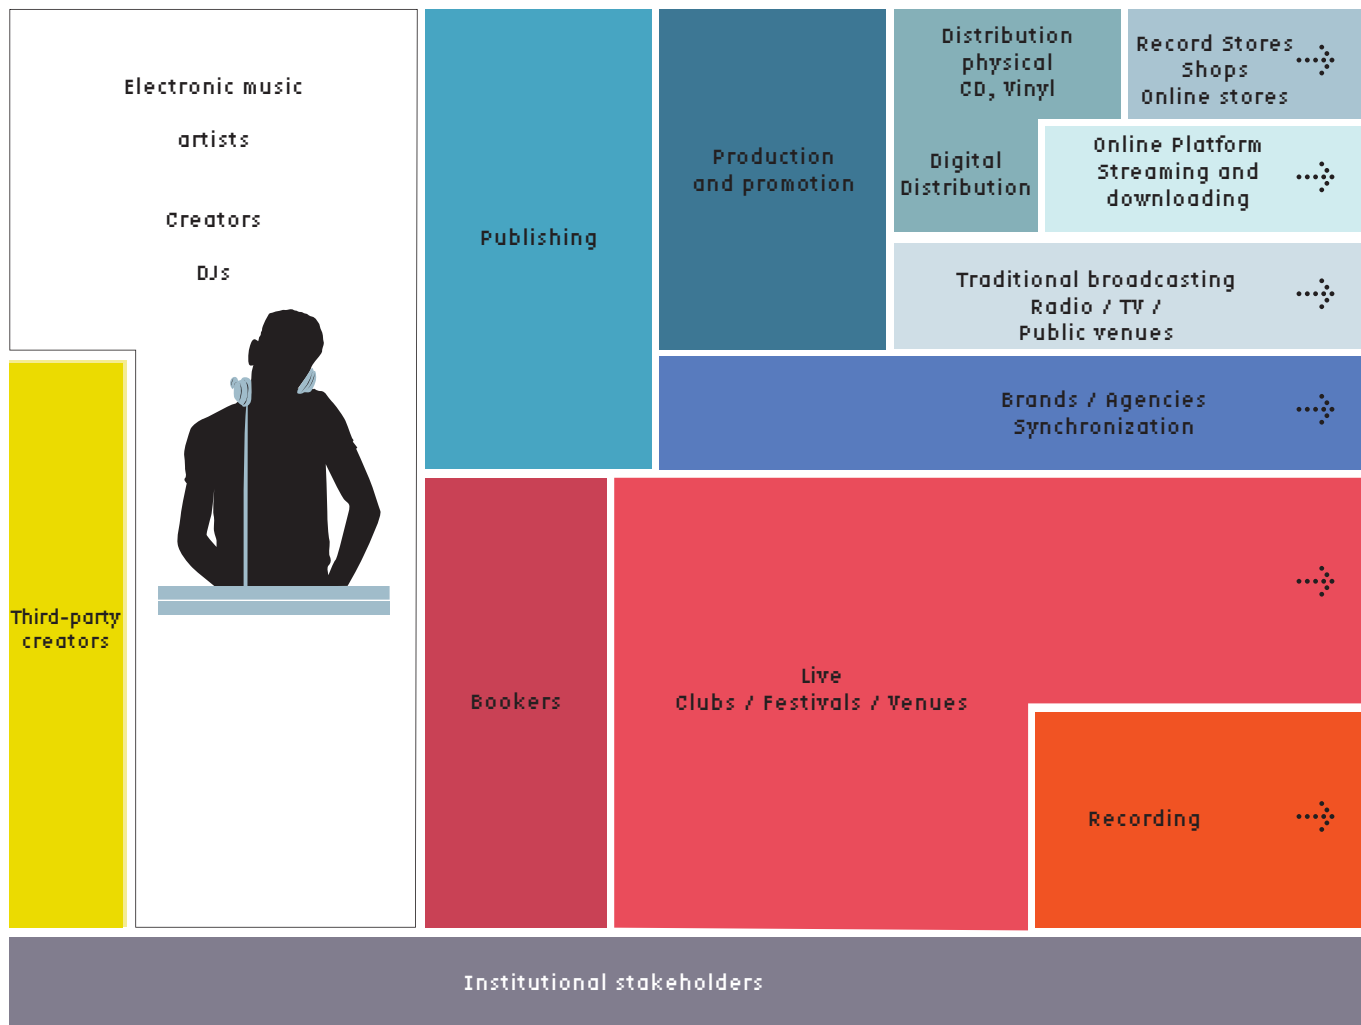 Electronic music
artists
Creators
DJs
Third-party
creators
Publishing
Production
and promotion
Distribution
physical
CD, Vinyl
Digital
Distribution
Record Stores
Shops
Online stores
Online Platform
Streaming and
downloading
Traditional broadcasting
Radio / TV /
Public venues
Brands / Agencies
Synchronization
Bookers
Live
Clubs / Festivals / Venues
Recording
Institutional stakeholders